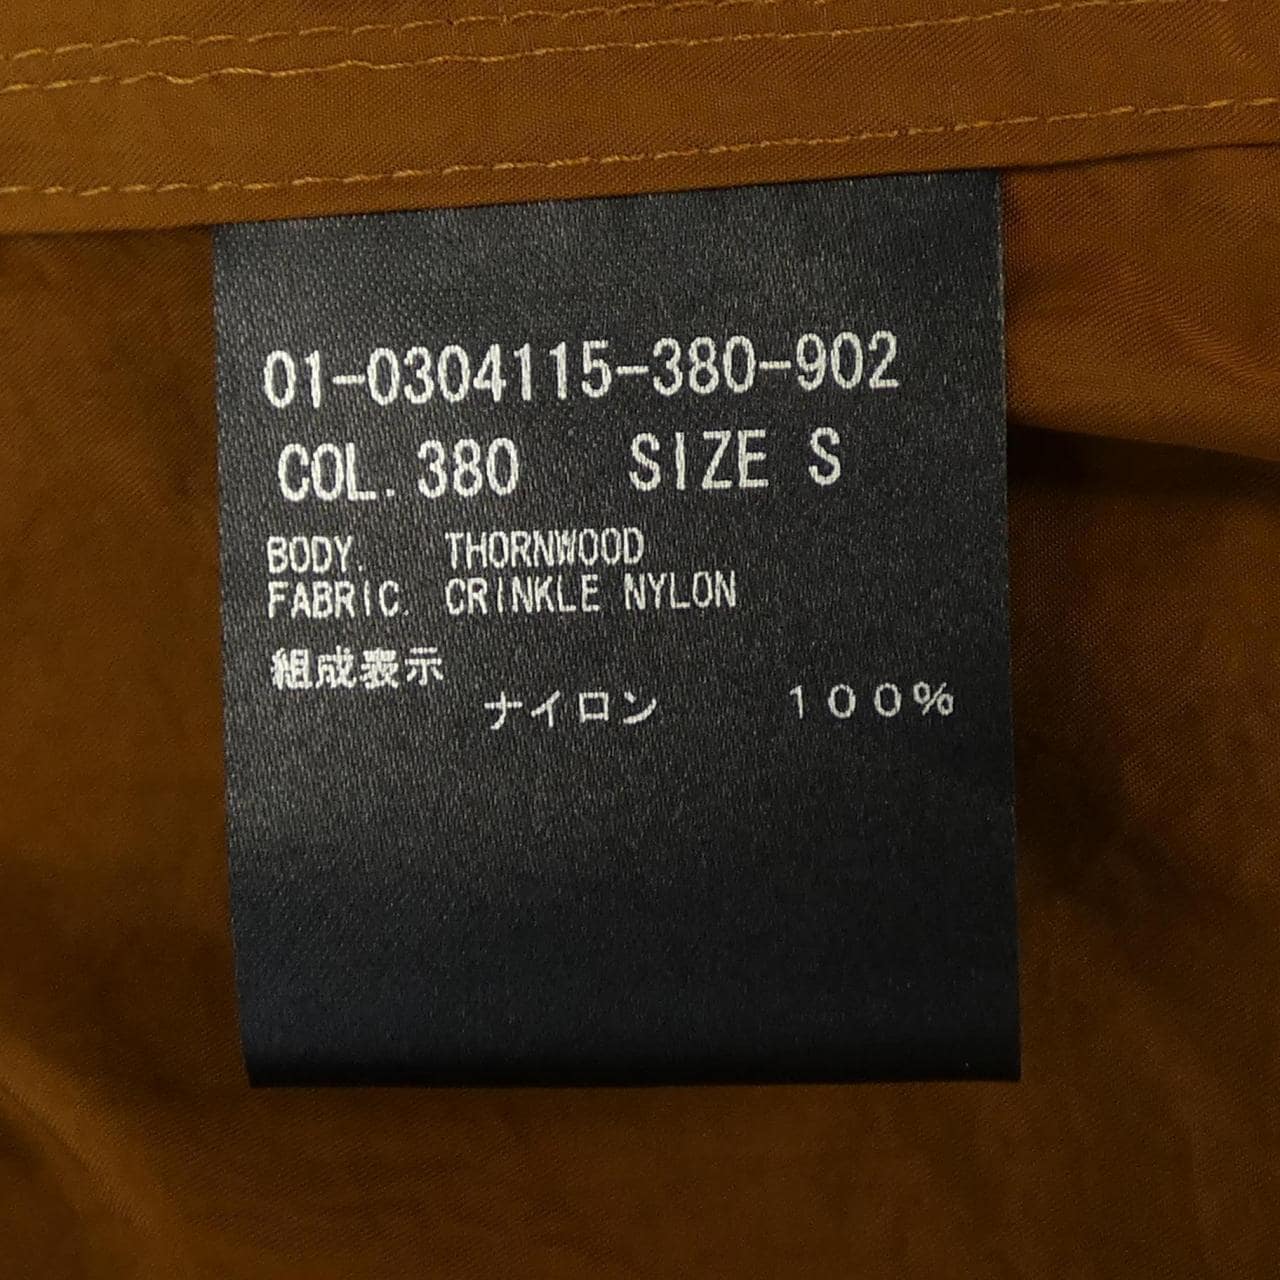 01-0304115-380-902
COL. 380 SIZE S
BODY. THORNWOOD
FABRIC. CRINKLE NYLON
組成表示
ナイロン 100%